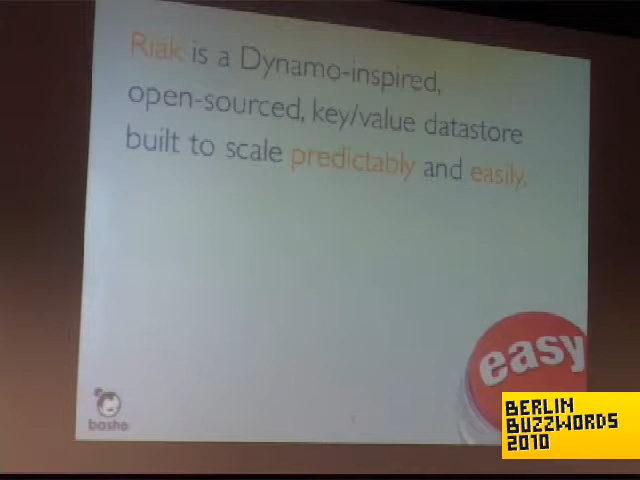 Riak is a Dynamo-inspired,
open-sourced, key/value datastore
built to scale predictably and easily.
easy
basho
BERLIN
BUZZWORDS
2010